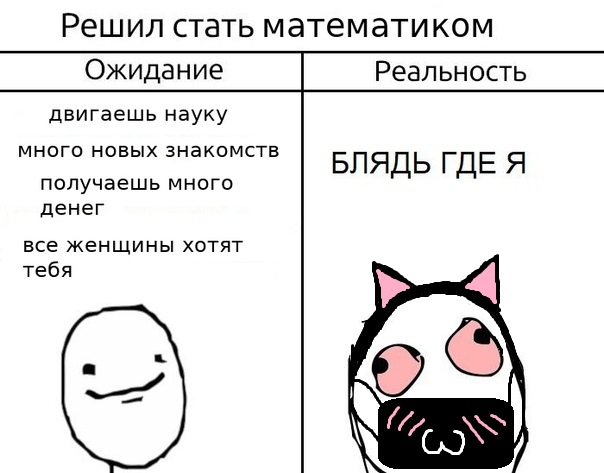 Решил стать математиком
Ожидание
Реальность
двигаешь науку
много новых знакомств
получаешь много
денег
все женщины хотят
тебя
БЛЯДЬ ГДЕ Я